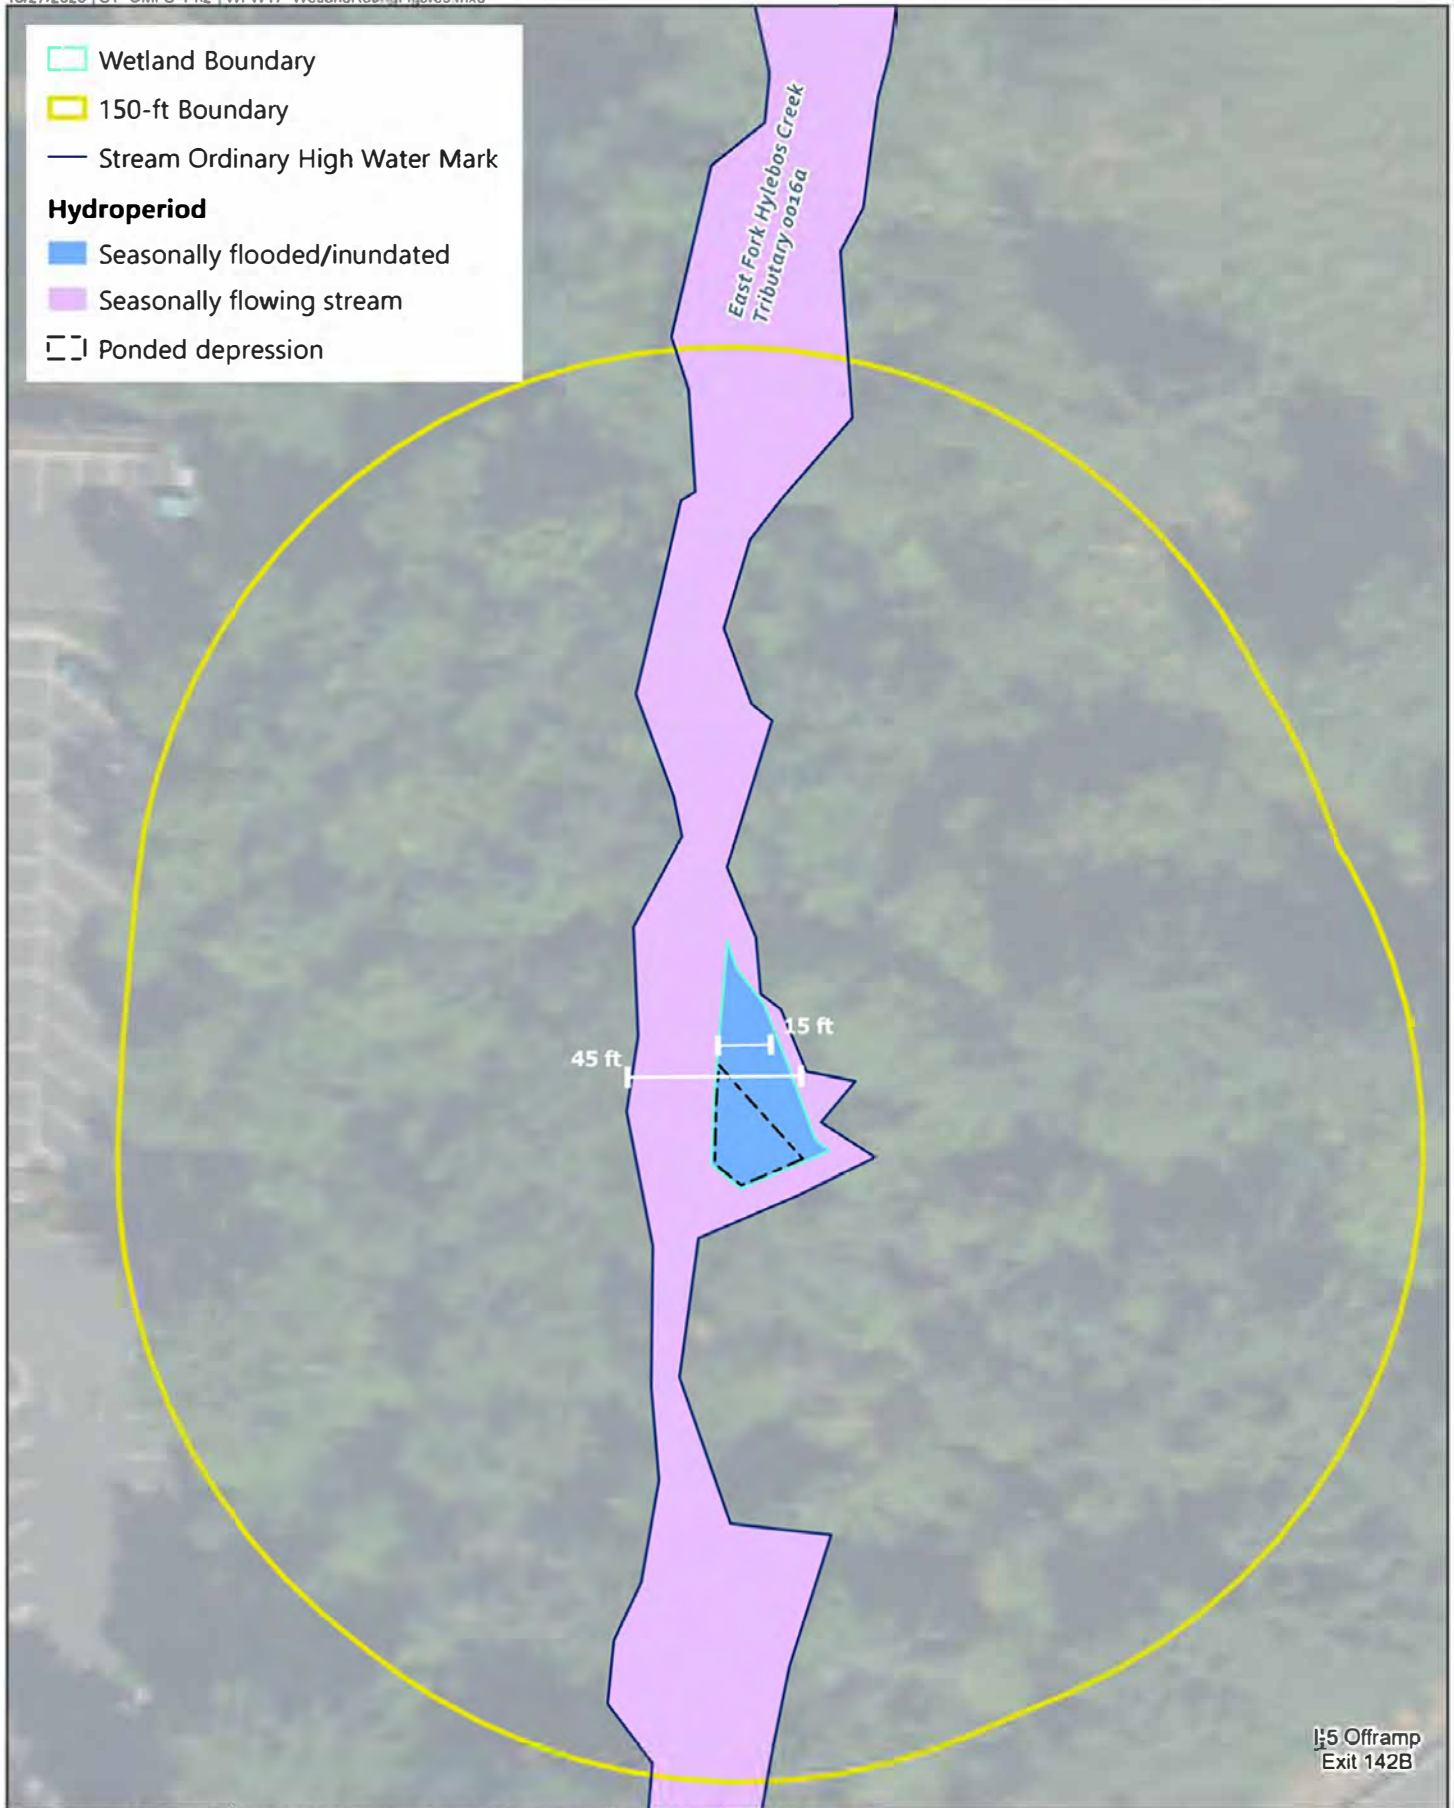 Wetland Boundary
150-ft Boundary
Stream Ordinary High Water Mark
Hydroperiod
Seasonally flooded/inundated
Seasonally flowing stream
Ponded depression
East Fork Hylebos Creek
Tributary 0016a
15 ft
45 ft
I-5 Offramp
Exit 142B